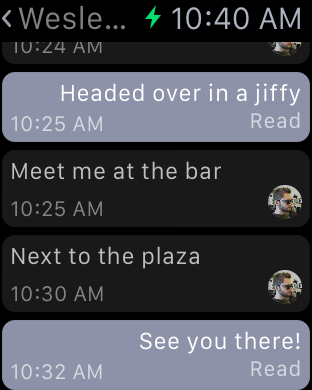 Wesle... 10:40 AM
10:24 AM
Headed over in a jiffy
10:25 AM Read
Meet me at the bar
10:25 AM
Next to the plaza
10:30 AM
See you there!
10:32 AM Read